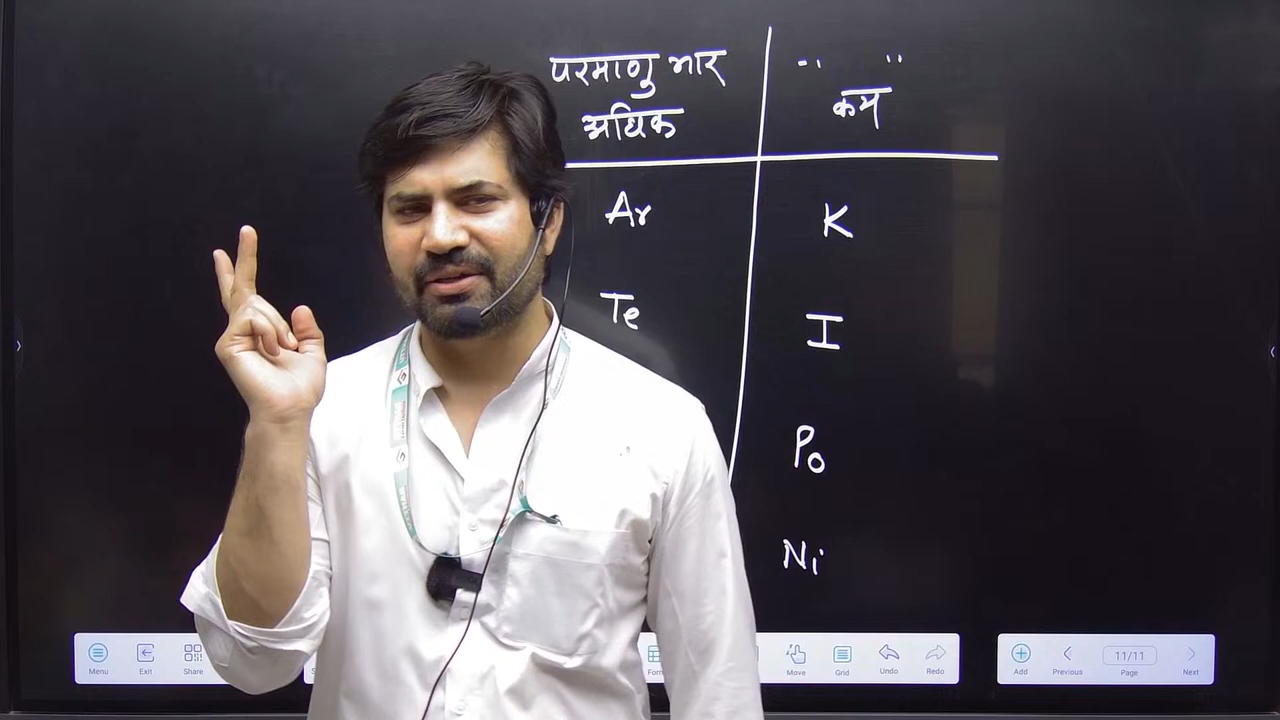 परमाणु भार
अधिक
" "
कम
Ar
K
Te
I
Po
Ni
Menu
Exit
Share
Move
Grid
Undo
Redo
Add
Previous
11/11
Page
Next